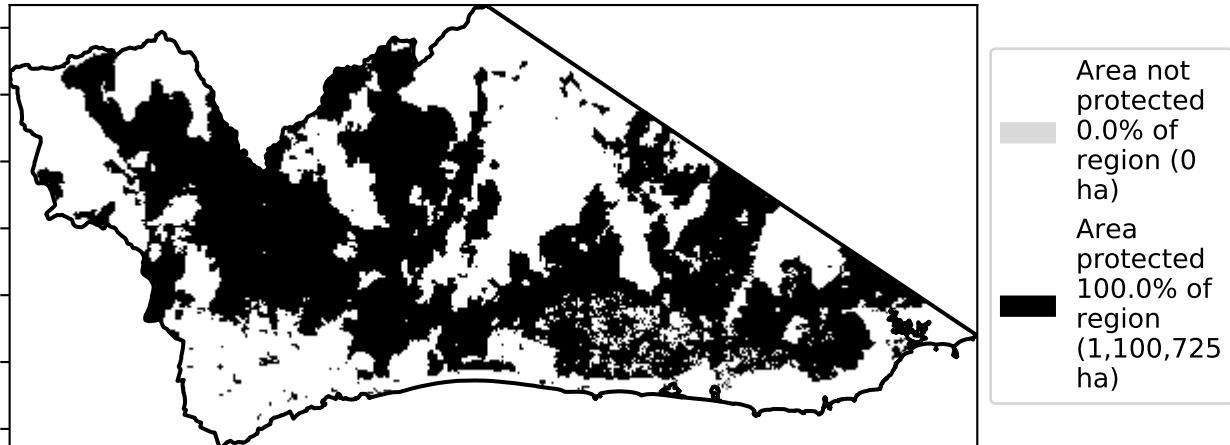 Area not
protected
0.0% of
region (0
ha)
Area
protected
100.0% of
region
(1,100,725
ha)